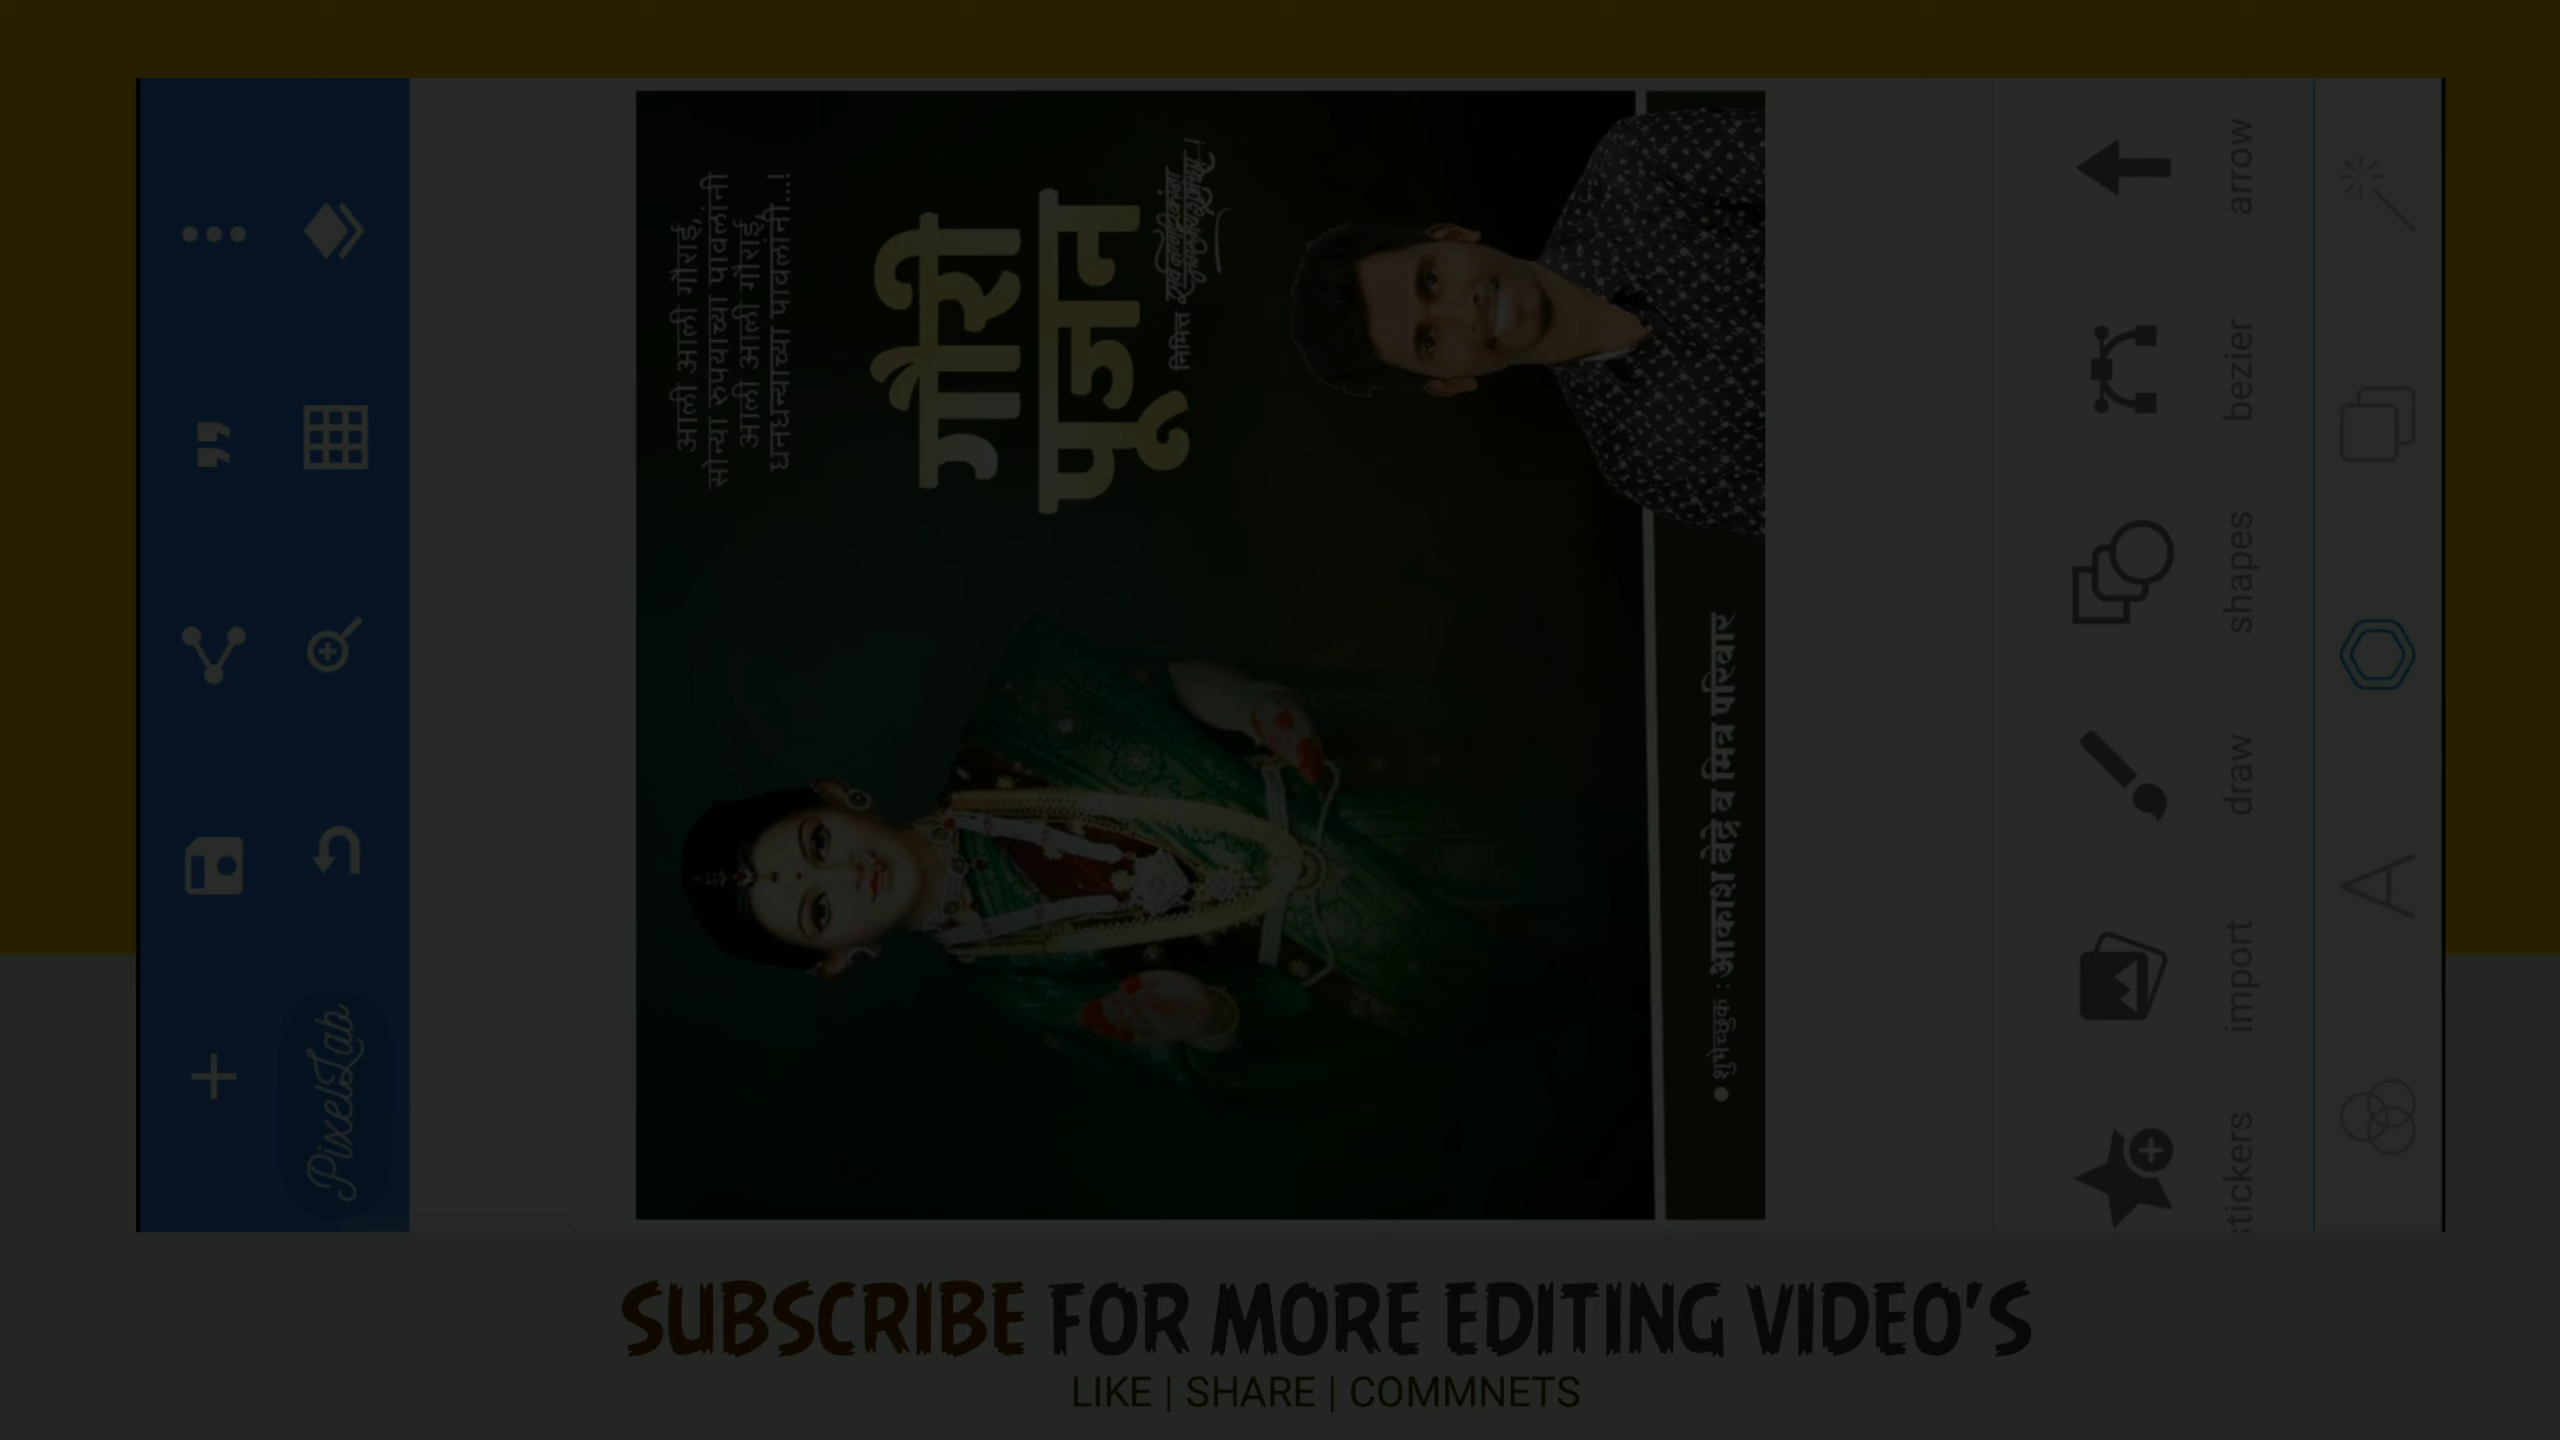 PixelLab
आली आली गौराई,
सोन्या रुपयाच्या पावलांनी
आली आली गौराई,
धनधान्याच्या पावलांनी...!
गौरी
पूजन
निमित्त
शुभेच्छुक : आकाश बेद्रे व मित्र परिवार
arrow
bezier
shapes
draw
import
stickers
SUBSCRIBE FOR MORE EDITING VIDEO'S
LIKE | SHARE | COMMNETS